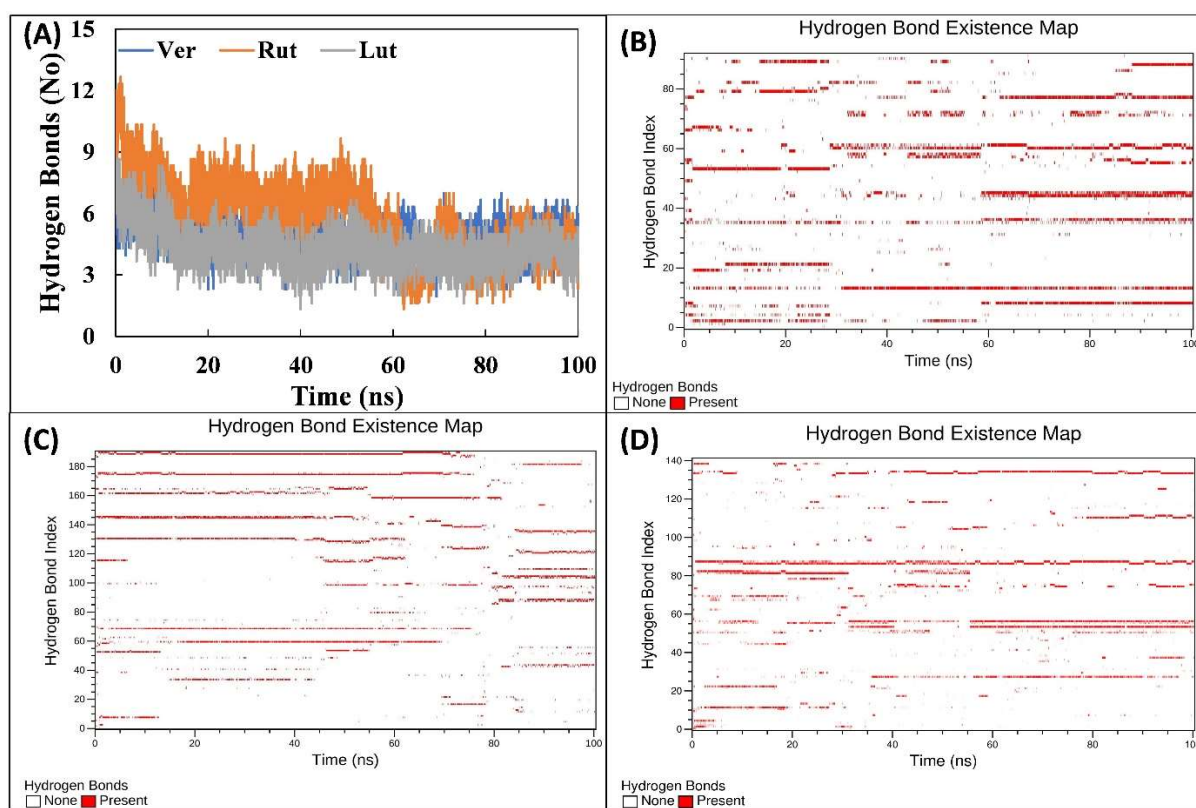 (A)
Ver Rut Lut
Hydrogen Bonds (No)
15
12
9
6
3
0
0 20 40 60 80 100
Time (ns)
(B)
Hydrogen Bond Existence Map
Hydrogen Bond Index
80
60
40
20
0
0 20 40 60 80 100
Time (ns)
Hydrogen Bonds
None Present
(C)
Hydrogen Bond Existence Map
Hydrogen Bond Index
180
160
140
120
100
80
60
40
20
0
0 20 40 60 80 100
Time (ns)
Hydrogen Bonds
None Present
(D)
Hydrogen Bond Existence Map
Hydrogen Bond Index
140
120
100
80
60
40
20
0
0 20 40 60 80 100
Time (ns)
Hydrogen Bonds
None Present